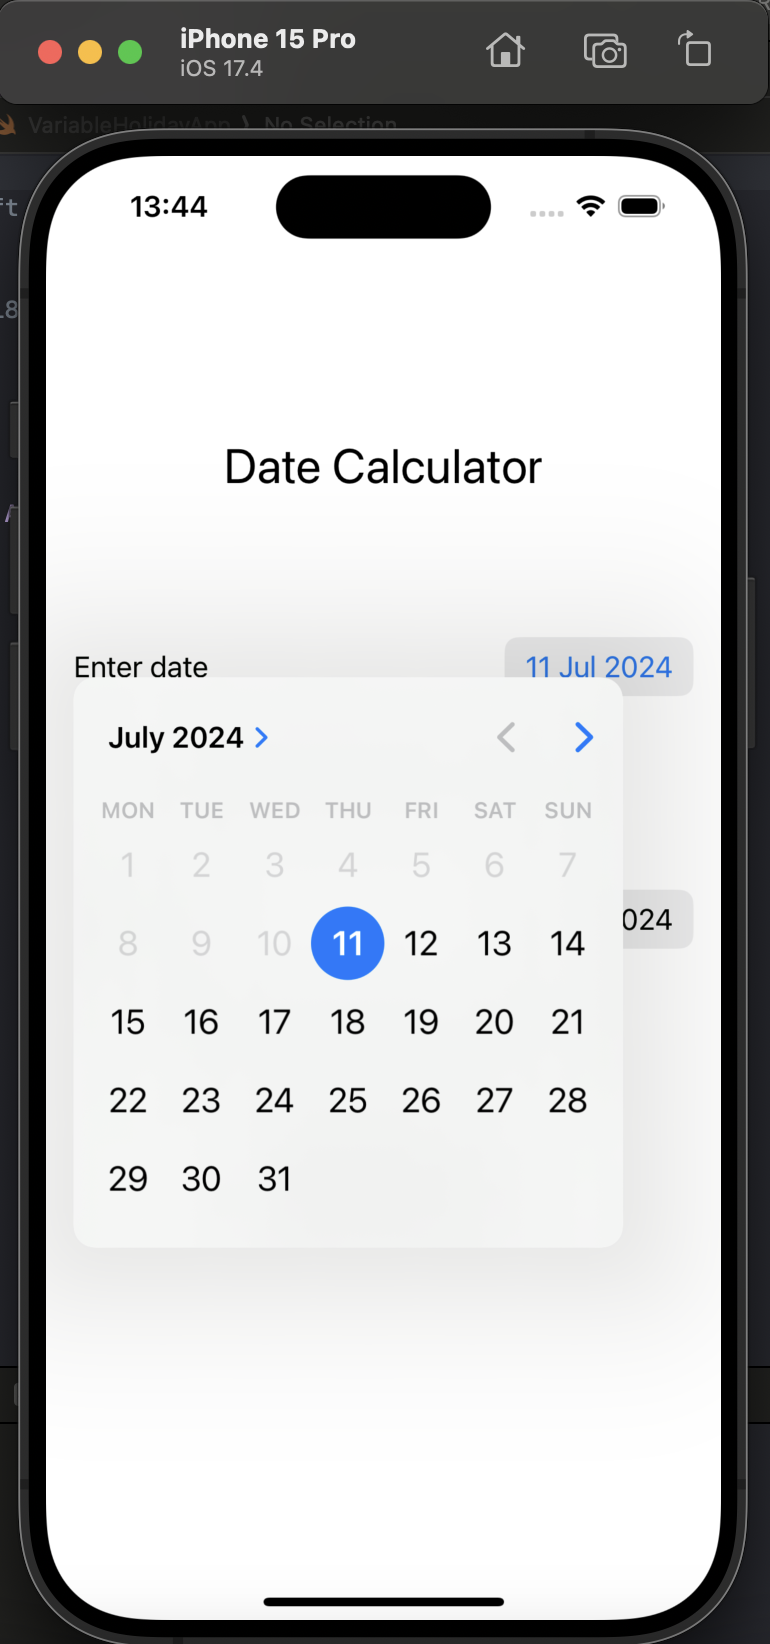 iPhone 15 Pro
iOS 17.4
VariableHolidayApp 〉 No Selection
13:44
Date Calculator
Enter date
11 Jul 2024
July 2024 >
MON TUE WED THU FRI SAT SUN
1 2 3 4 5 6 7
8 9 10 11 12 13 14
15 16 17 18 19 20 21
22 23 24 25 26 27 28
29 30 31